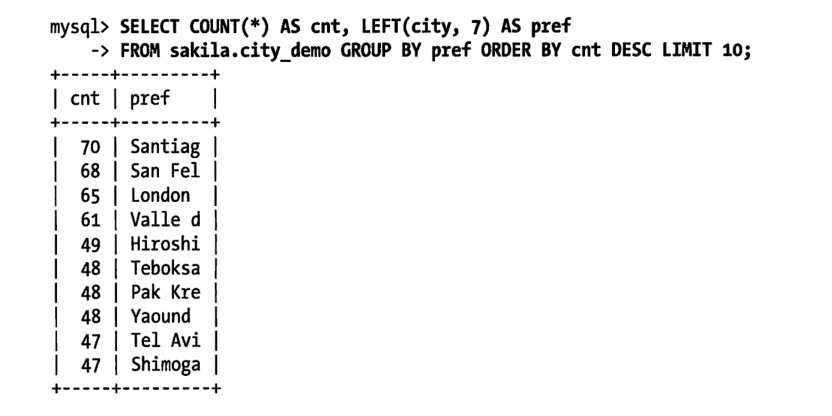 mysql> SELECT COUNT(*) AS cnt, LEFT(city, 7) AS pref
    -> FROM sakila.city_demo GROUP BY pref ORDER BY cnt DESC LIMIT 10;
+-----+---------+
| cnt | pref    |
+-----+---------+
|  70 | Santiag |
|  68 | San Fel |
|  65 | London  |
|  61 | Valle d |
|  49 | Hiroshi |
|  48 | Teboksa |
|  48 | Pak Kre |
|  48 | Yaound  |
|  47 | Tel Avi |
|  47 | Shimoga |
+-----+---------+